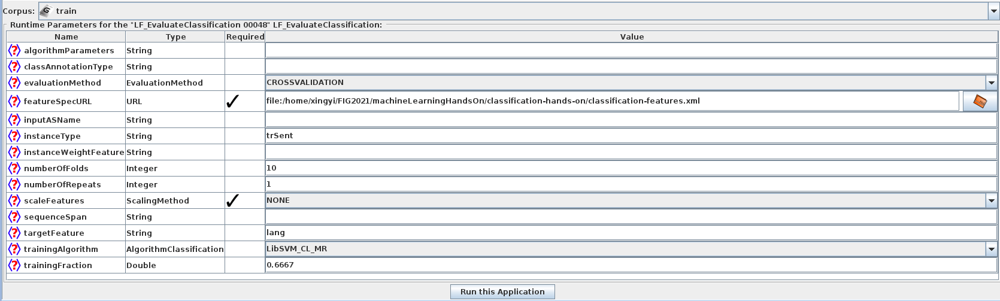 Corpus: train
Runtime Parameters for the "LF_EvaluateClassification 00048" LF_EvaluateClassification:
Name Type Required Value
<?> algorithmParameters String
<?> classAnnotationType String
<?> evaluationMethod EvaluationMethod CROSSVALIDATION
<?> featureSpecURL URL ✓ file:/home/xingyi/FIG2021/machineLearningHandsOn/classification-hands-on/classification-features.xml
<?> inputASName String
<?> instanceType String trSent
<?> instanceWeightFeature String
<?> numberOfFolds Integer 10
<?> numberOfRepeats Integer 1
<?> scaleFeatures ScalingMethod ✓ NONE
<?> sequenceSpan String
<?> targetFeature String lang
<?> trainingAlgorithm AlgorithmClassification LibSVM_CL_MR
<?> trainingFraction Double 0.6667
Run this Application